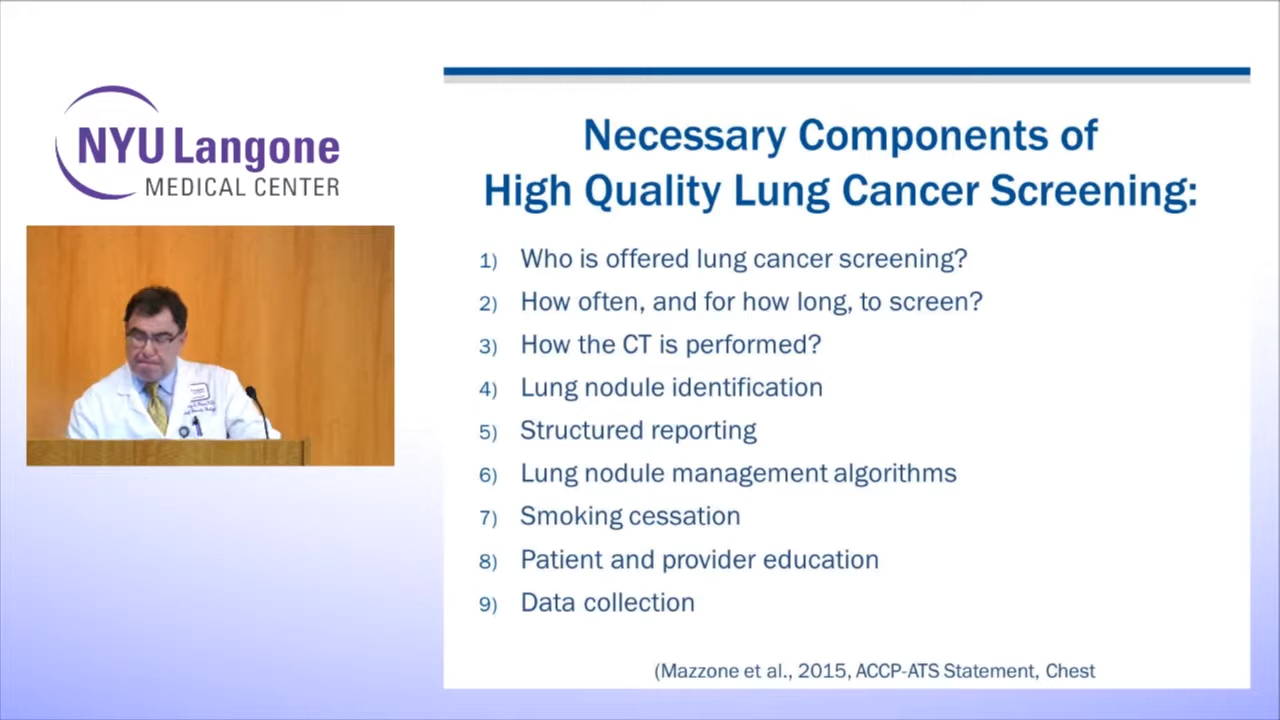 NYU Langone
MEDICAL CENTER
Necessary Components of
High Quality Lung Cancer Screening:
1) Who is offered lung cancer screening?
2) How often, and for how long, to screen?
3) How the CT is performed?
4) Lung nodule identification
5) Structured reporting
6) Lung nodule management algorithms
7) Smoking cessation
8) Patient and provider education
9) Data collection
(Mazzone et al., 2015, ACCP-ATS Statement, Chest